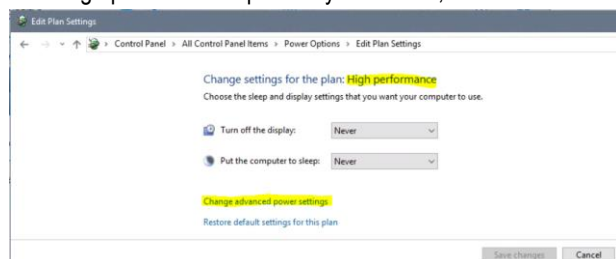 Edit Plan Settings
Control Panel > All Control Panel Items > Power Options > Edit Plan Settings
Change settings for the plan: High performance
Choose the sleep and display settings that you want your computer to use.
Turn off the display: Never
Put the computer to sleep: Never
Change advanced power settings
Restore default settings for this plan
Save changes Cancel